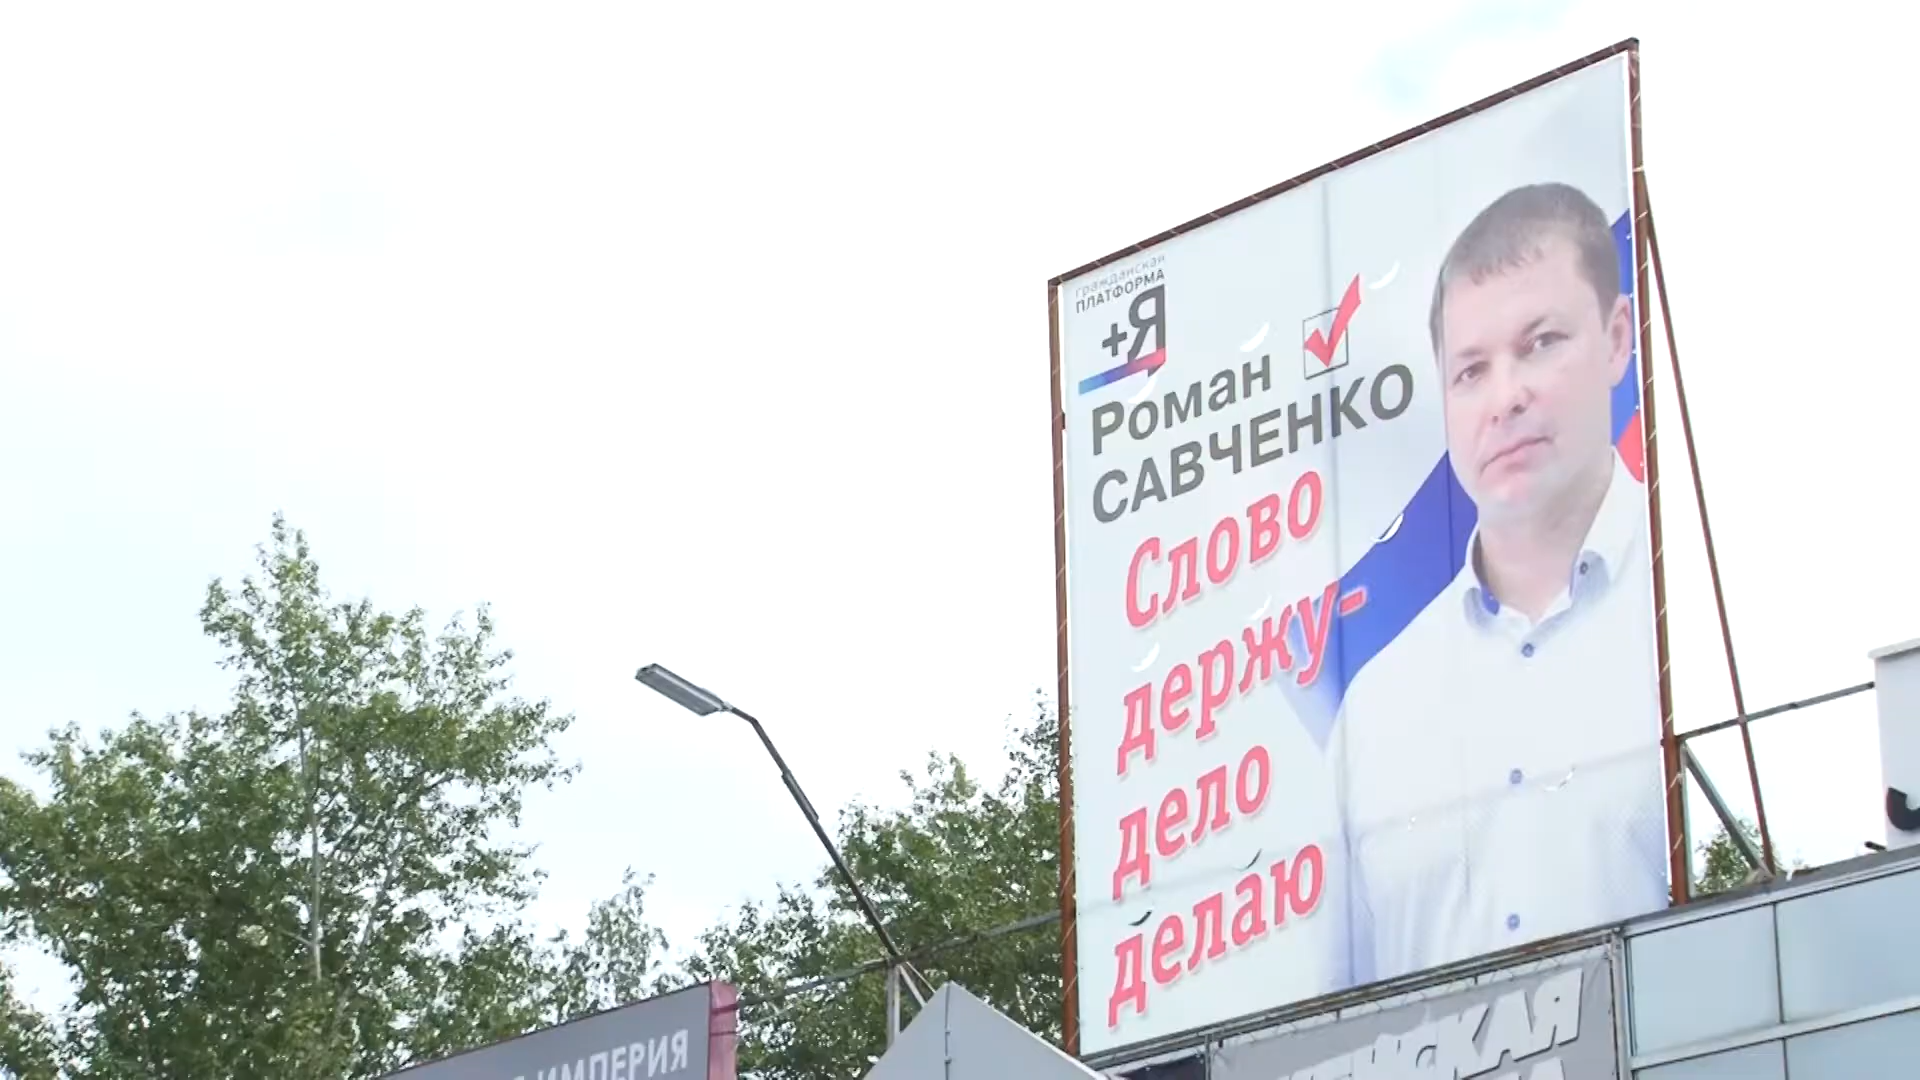 гражданская
ПЛАТФОРМА
+Я
Роман
САВЧЕНКО
Слово
держу-
дело
делаю
ИМПЕРИЯ